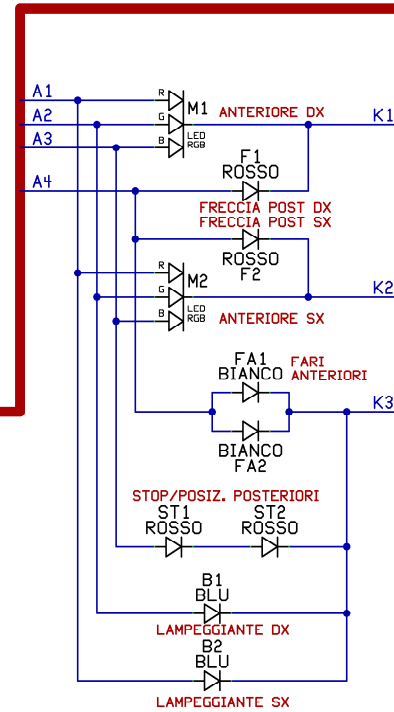 A1
R
M1
ANTERIORE DX
K1
A2
G
A3
B
LED
RGB
F1
ROSSO
A4
FRECCIA POST DX
FRECCIA POST SX
ROSSO
F2
R
M2
K2
G
LED
RGB
B
ANTERIORE SX
FA1
BIANCO
FARI
ANTERIORI
K3
BIANCO
FA2
STOP/POSIZ. POSTERIORI
ST1
ROSSO
ST2
ROSSO
B1
BLU
LAMPEGGIANTE DX
B2
BLU
LAMPEGGIANTE SX